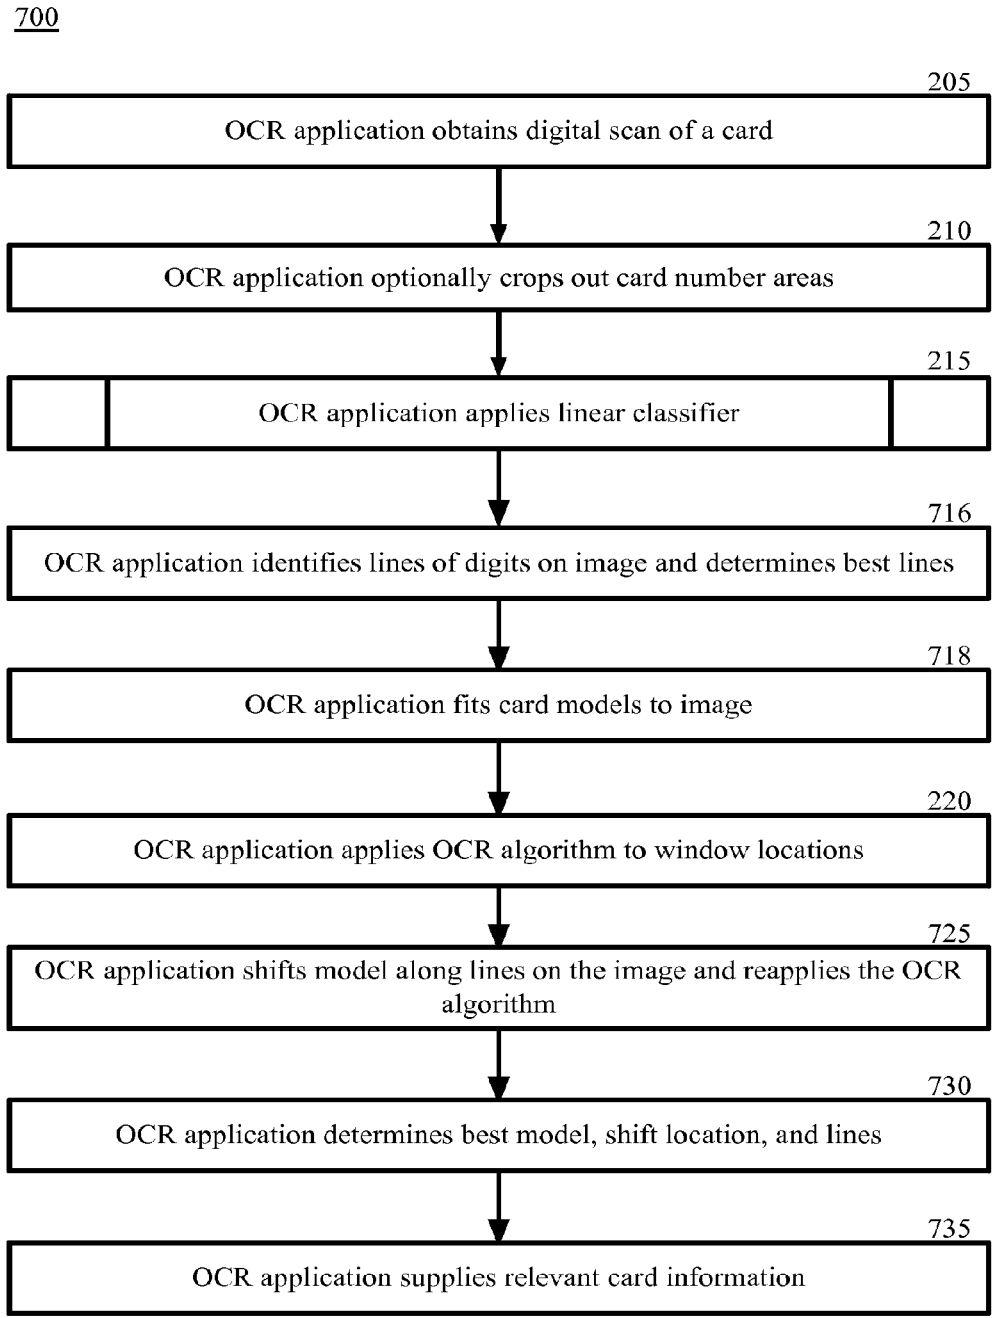 700
205
OCR application obtains digital scan of a card
210
OCR application optionally crops out card number areas
215
OCR application applies linear classifier
716
OCR application identifies lines of digits on image and determines best lines
718
OCR application fits card models to image
220
OCR application applies OCR algorithm to window locations
725
OCR application shifts model along lines on the image and reapplies the OCR
algorithm
730
OCR application determines best model, shift location, and lines
735
OCR application supplies relevant card information